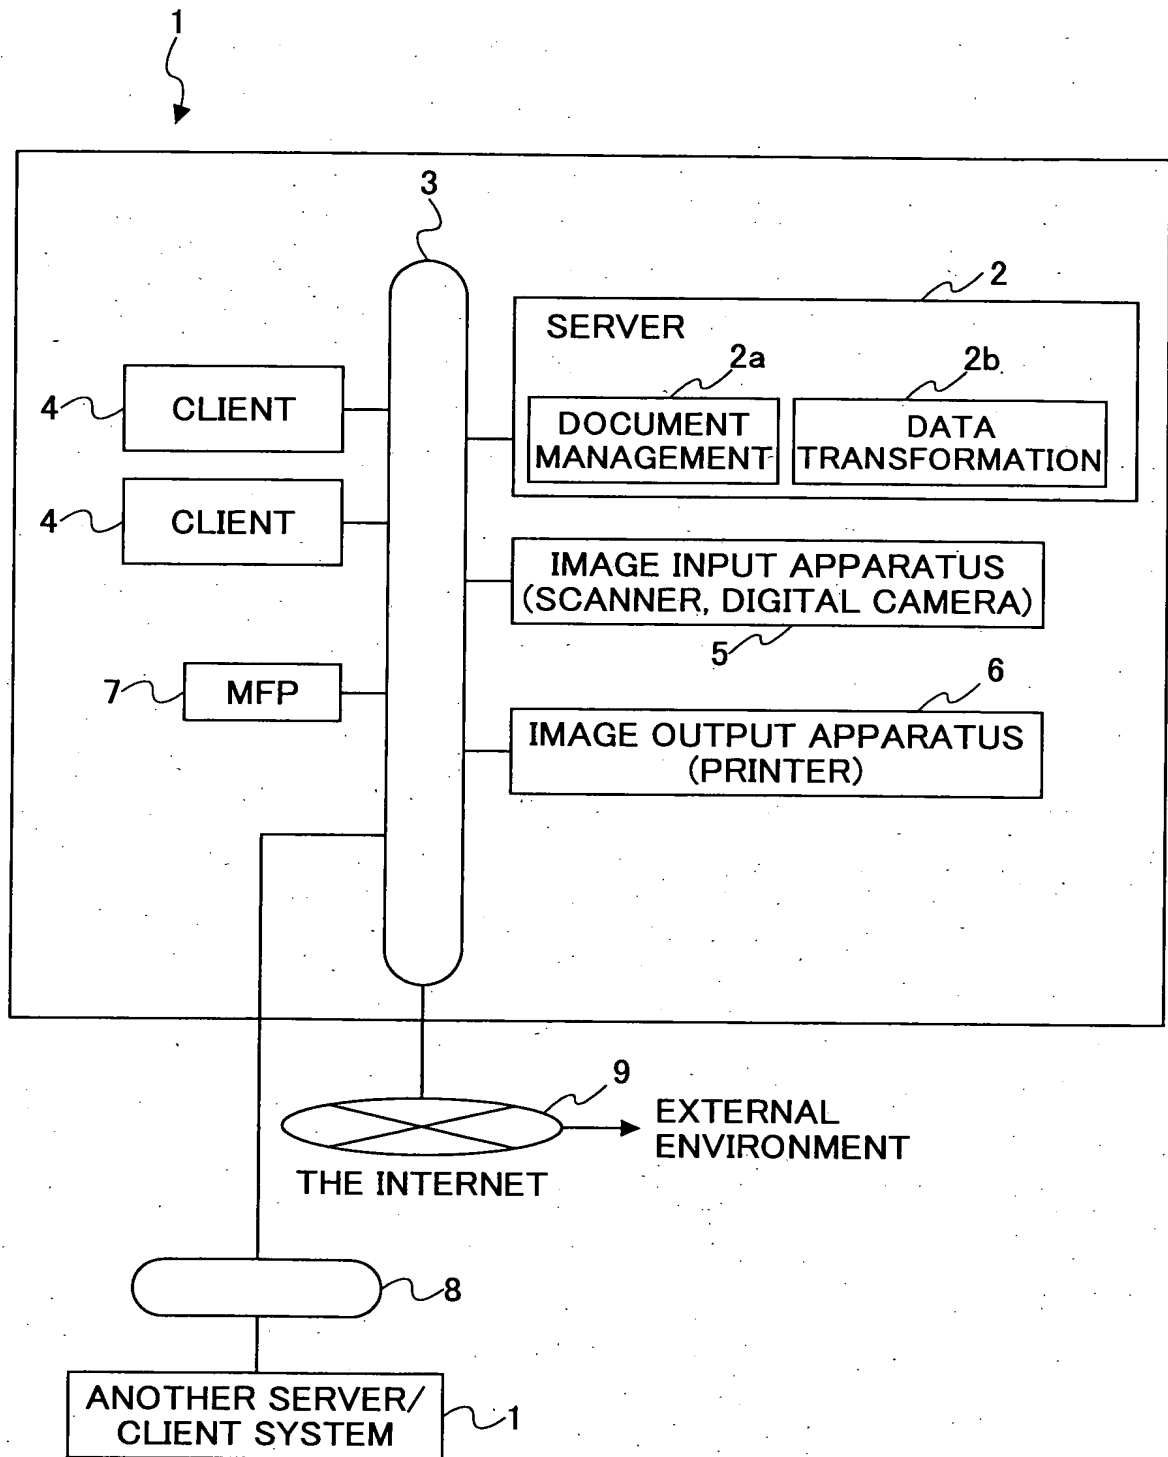 1
3
2
SERVER
2a
2b
4
CLIENT
DOCUMENT
MANAGEMENT
DATA
TRANSFORMATION
4
CLIENT
IMAGE INPUT APPARATUS
(SCANNER, DIGITAL CAMERA)
5
7
MFP
6
IMAGE OUTPUT APPARATUS
(PRINTER)
9
EXTERNAL
ENVIRONMENT
THE INTERNET
8
ANOTHER SERVER/
CLIENT SYSTEM
1